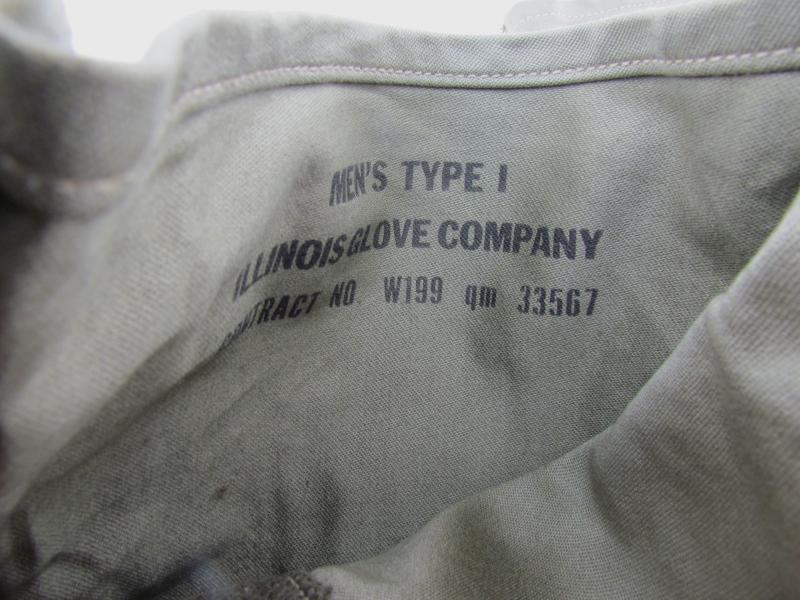 MEN'S TYPE I
ILLINOIS GLOVE COMPANY
CONTRACT NO. W199 qm 33567